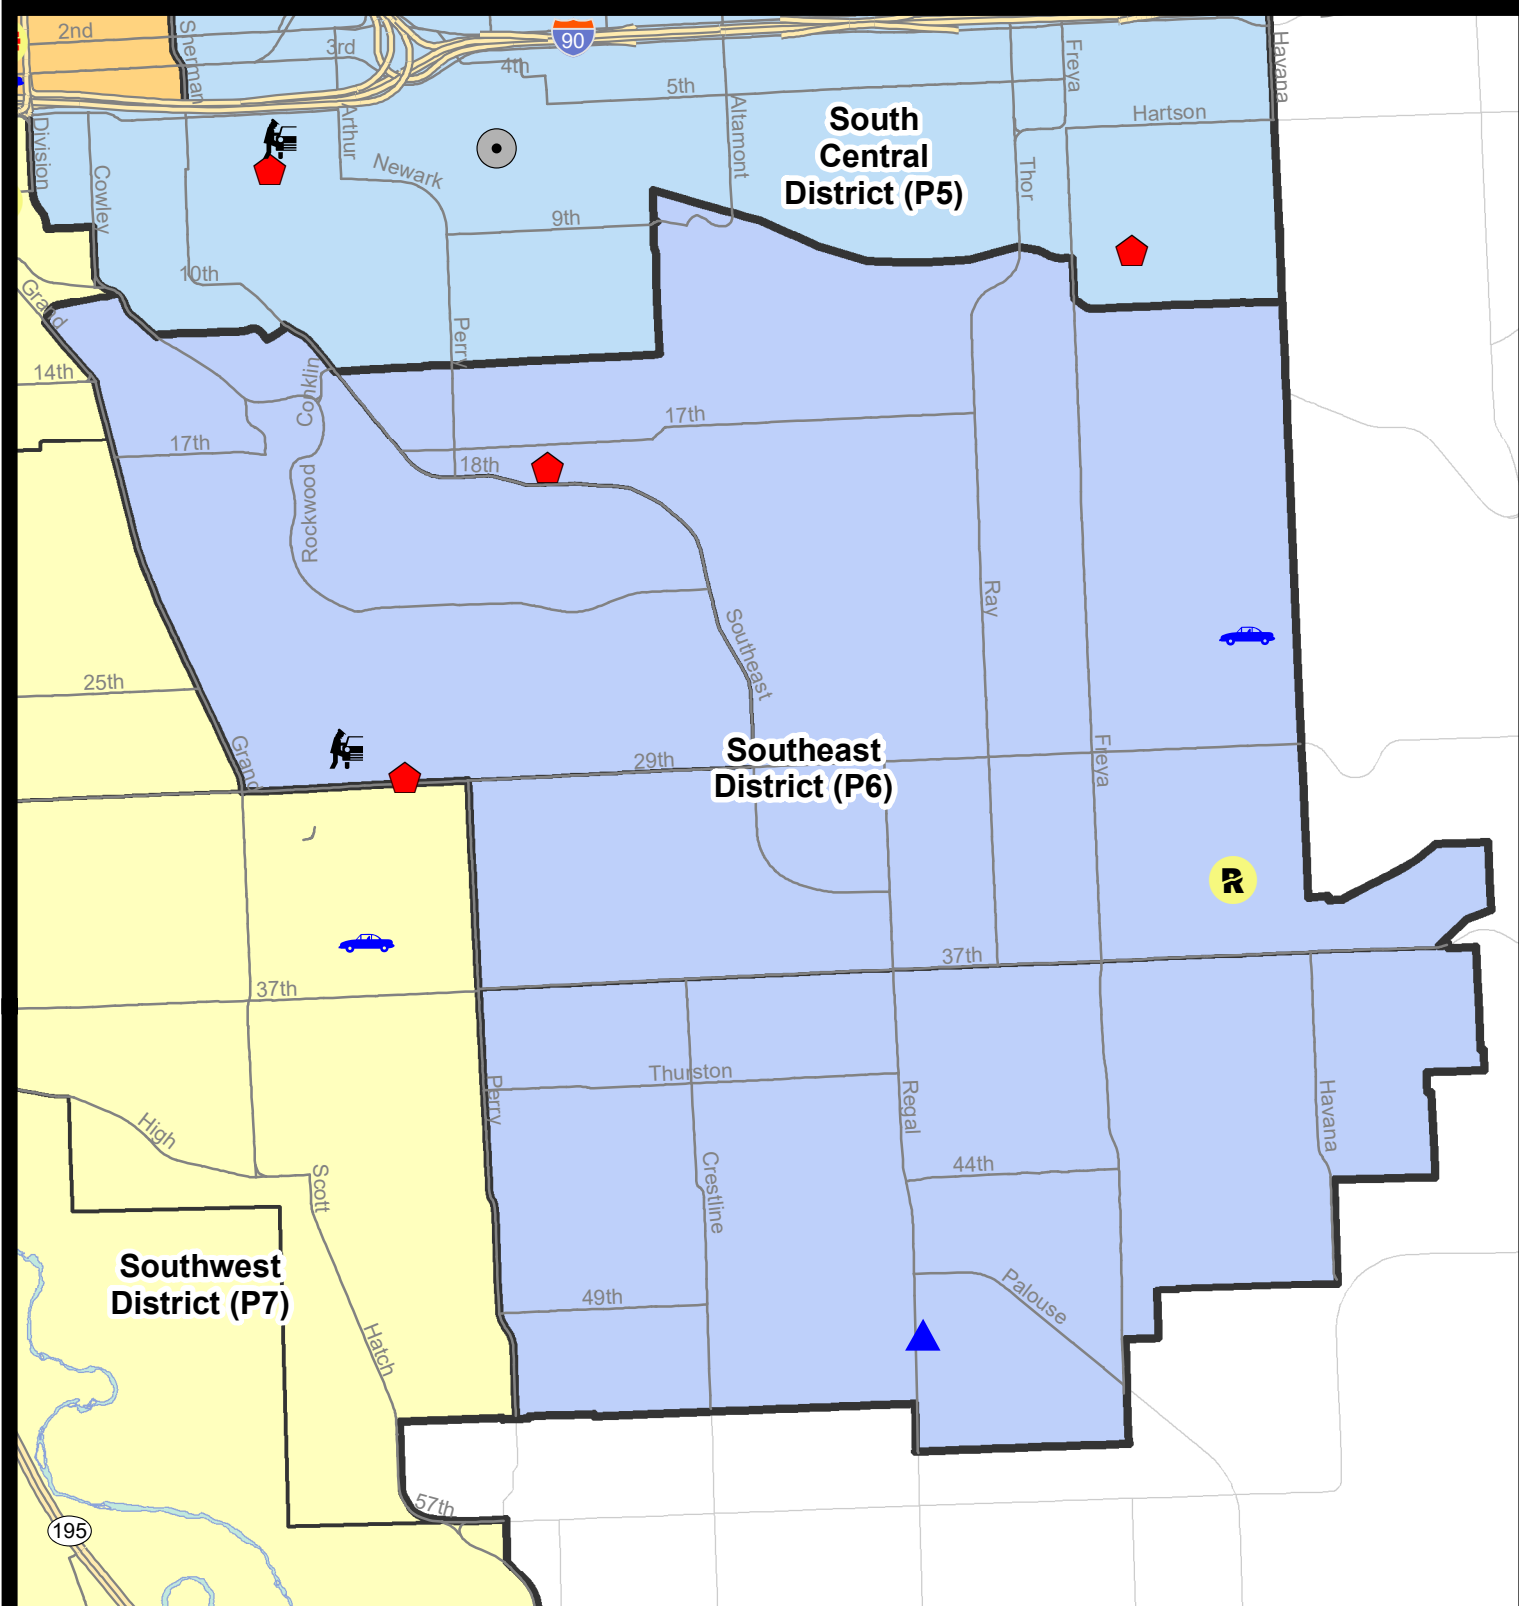 2nd
Sherman
3rd
90
4th
5th
Freya
Havana
Division
Cowley
Arthur
Newark
Altamont
South
Central
District (P5)
Hartson
Thor
9th
10th
Grand
Perry
14th
Conklin
17th
17th
18th
Rockwood
Ray
Southeast
25th
Grand
29th
Southeast
District (P6)
Freya
R
37th
37th
Thurston
Perry
Regal
Havana
High
Scott
Crestline
44th
Southwest
District (P7)
49th
Palouse
Hatch
57th
195